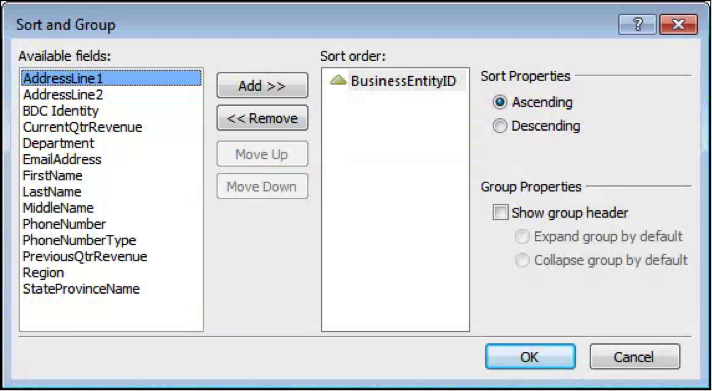 Sort and Group
Available fields:
AddressLine1
AddressLine2
BDC Identity
CurrentQtrRevenue
Department
EmailAddress
FirstName
LastName
MiddleName
PhoneNumber
PhoneNumberType
PreviousQtrRevenue
Region
StateProvinceName
Add >>
<< Remove
Move Up
Move Down
Sort order:
BusinessEntityID
Sort Properties
Ascending
Descending
Group Properties
Show group header
Expand group by default
Collapse group by default
OK
Cancel